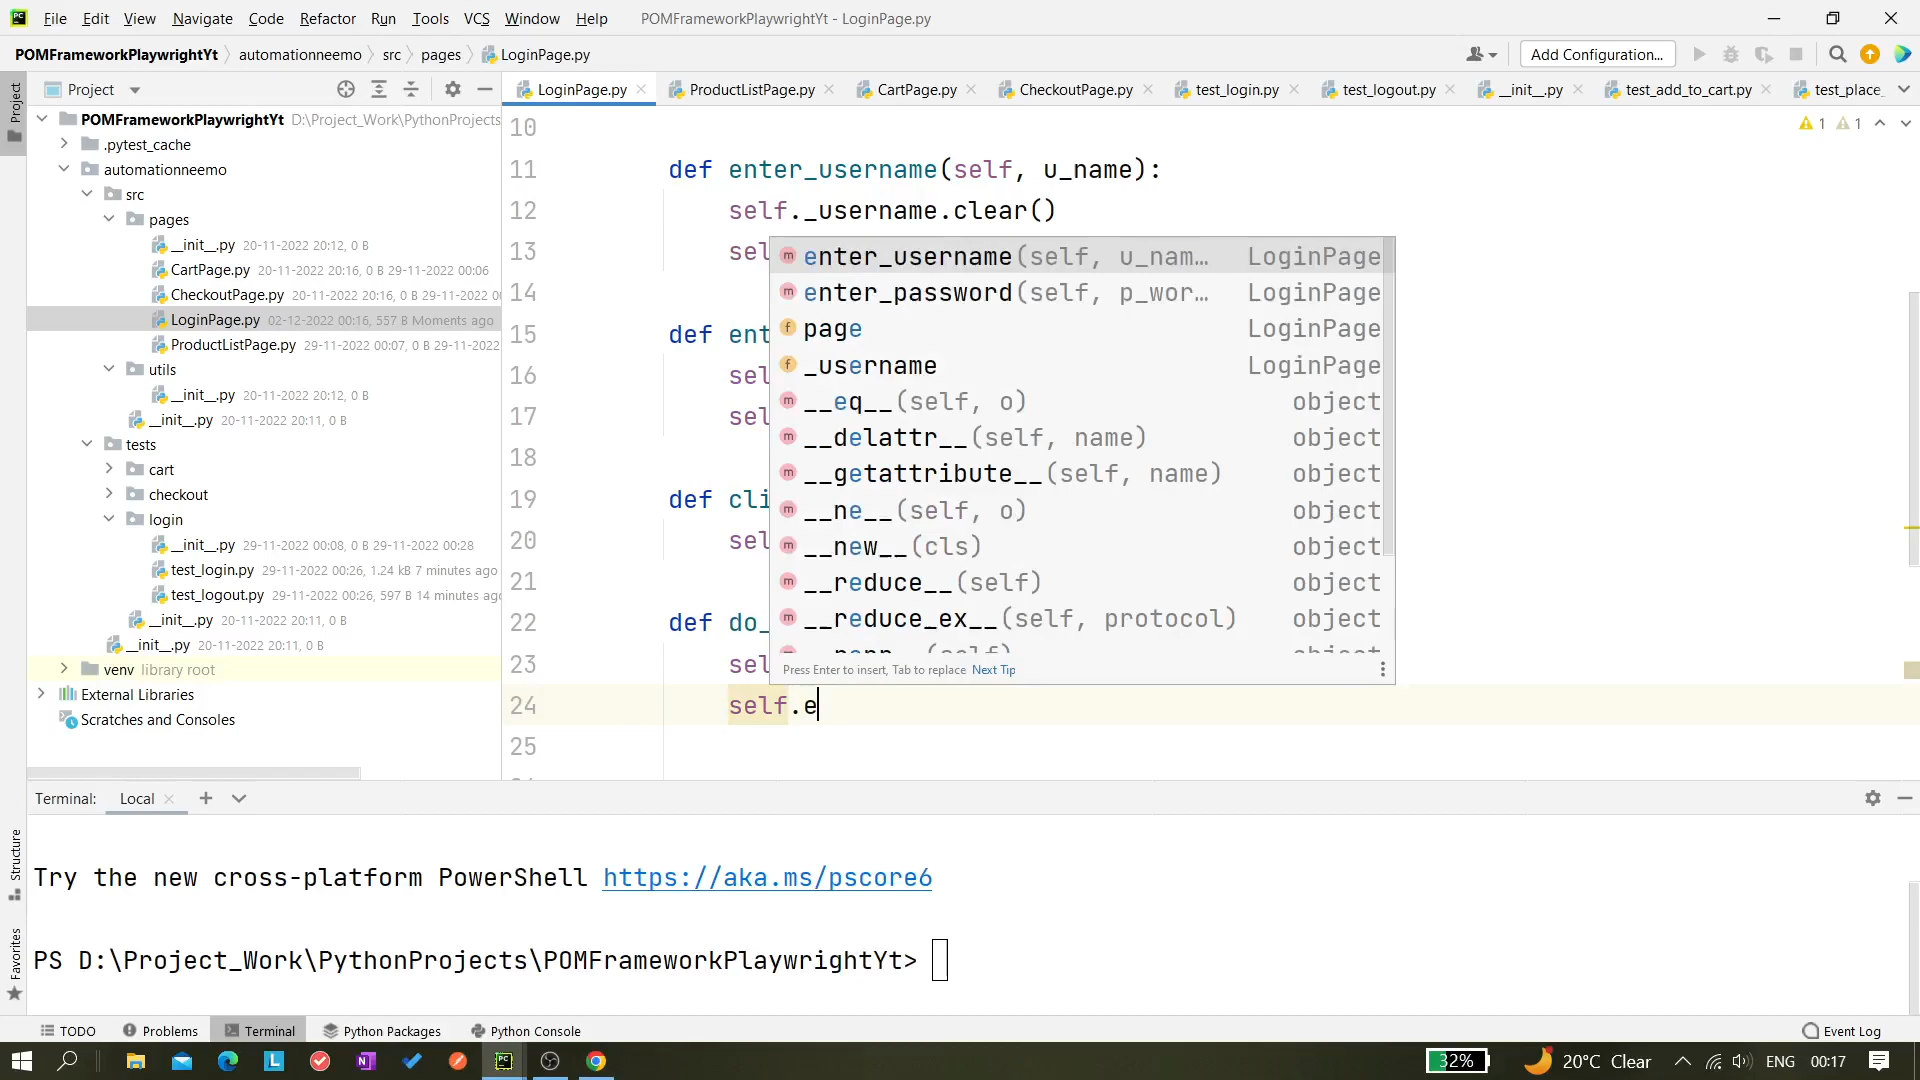 File Edit View Navigate Code Refactor Run Tools VCS Window Help POMFrameworkPlaywrightYt - LoginPage.py
POMFrameworkPlaywrightYt automationneemo src pages LoginPage.py Add Configuration...
Project
LoginPage.py ProductListPage.py CartPage.py CheckoutPage.py test_login.py test_logout.py __init__.py test_add_to_cart.py test_place_
Project
POMFrameworkPlaywrightYt D:\Project_Work\PythonProjects
.pytest_cache
automationneemo
src
pages
__init__.py 20-11-2022 20:12, 0 B
CartPage.py 20-11-2022 20:16, 0 B 29-11-2022 00:06
CheckoutPage.py 20-11-2022 20:16, 0 B 29-11-2022 0
LoginPage.py 02-12-2022 00:16, 557 B Moments ago
ProductListPage.py 29-11-2022 00:07, 0 B 29-11-2022
utils
__init__.py 20-11-2022 20:12, 0 B
__init__.py 20-11-2022 20:11, 0 B
tests
cart
checkout
login
__init__.py 29-11-2022 00:08, 0 B 29-11-2022 00:28
test_login.py 29-11-2022 00:26, 1.24 kB 7 minutes ago
test_logout.py 29-11-2022 00:26, 597 B 14 minutes ago
__init__.py 20-11-2022 20:11, 0 B
__init__.py 20-11-2022 20:11, 0 B
venv library root
External Libraries
Scratches and Consoles
1 1
10
11 def enter_username(self, u_name):
12 self._username.clear()
13 sel
14
15 def ent
16 sel
17 sel
18
19 def cli
20 sel
21
22 def do_
23 sel
24 self.e
25
enter_username(self, u_nam… LoginPage
enter_password(self, p_wor… LoginPage
page LoginPage
_username LoginPage
__eq__(self, o) object
__delattr__(self, name) object
__getattribute__(self, name) object
__ne__(self, o) object
__new__(cls) object
__reduce__(self) object
__reduce_ex__(self, protocol) object
Press Enter to insert, Tab to replace Next Tip
Terminal: Local
Structure
Favorites
Try the new cross-platform PowerShell https://aka.ms/pscore6
PS D:\Project_Work\PythonProjects\POMFrameworkPlaywrightYt>
TODO Problems Terminal Python Packages Python Console Event Log
32% 20°C Clear ENG 00:17